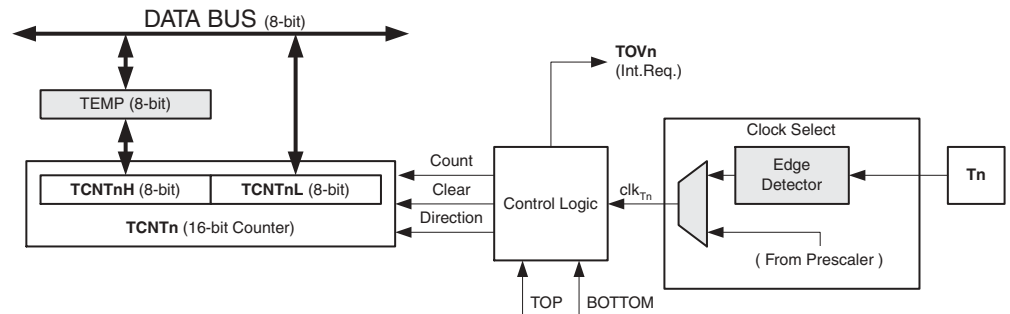 DATA BUS (8-bit)
TOVn
(Int.Req.)
TEMP (8-bit)
Clock Select
Count
Edge
Detector
TCNTnH (8-bit)
TCNTnL (8-bit)
Clear
Control Logic
clkTn
Tn
TCNTn (16-bit Counter)
Direction
( From Prescaler )
TOP
BOTTOM